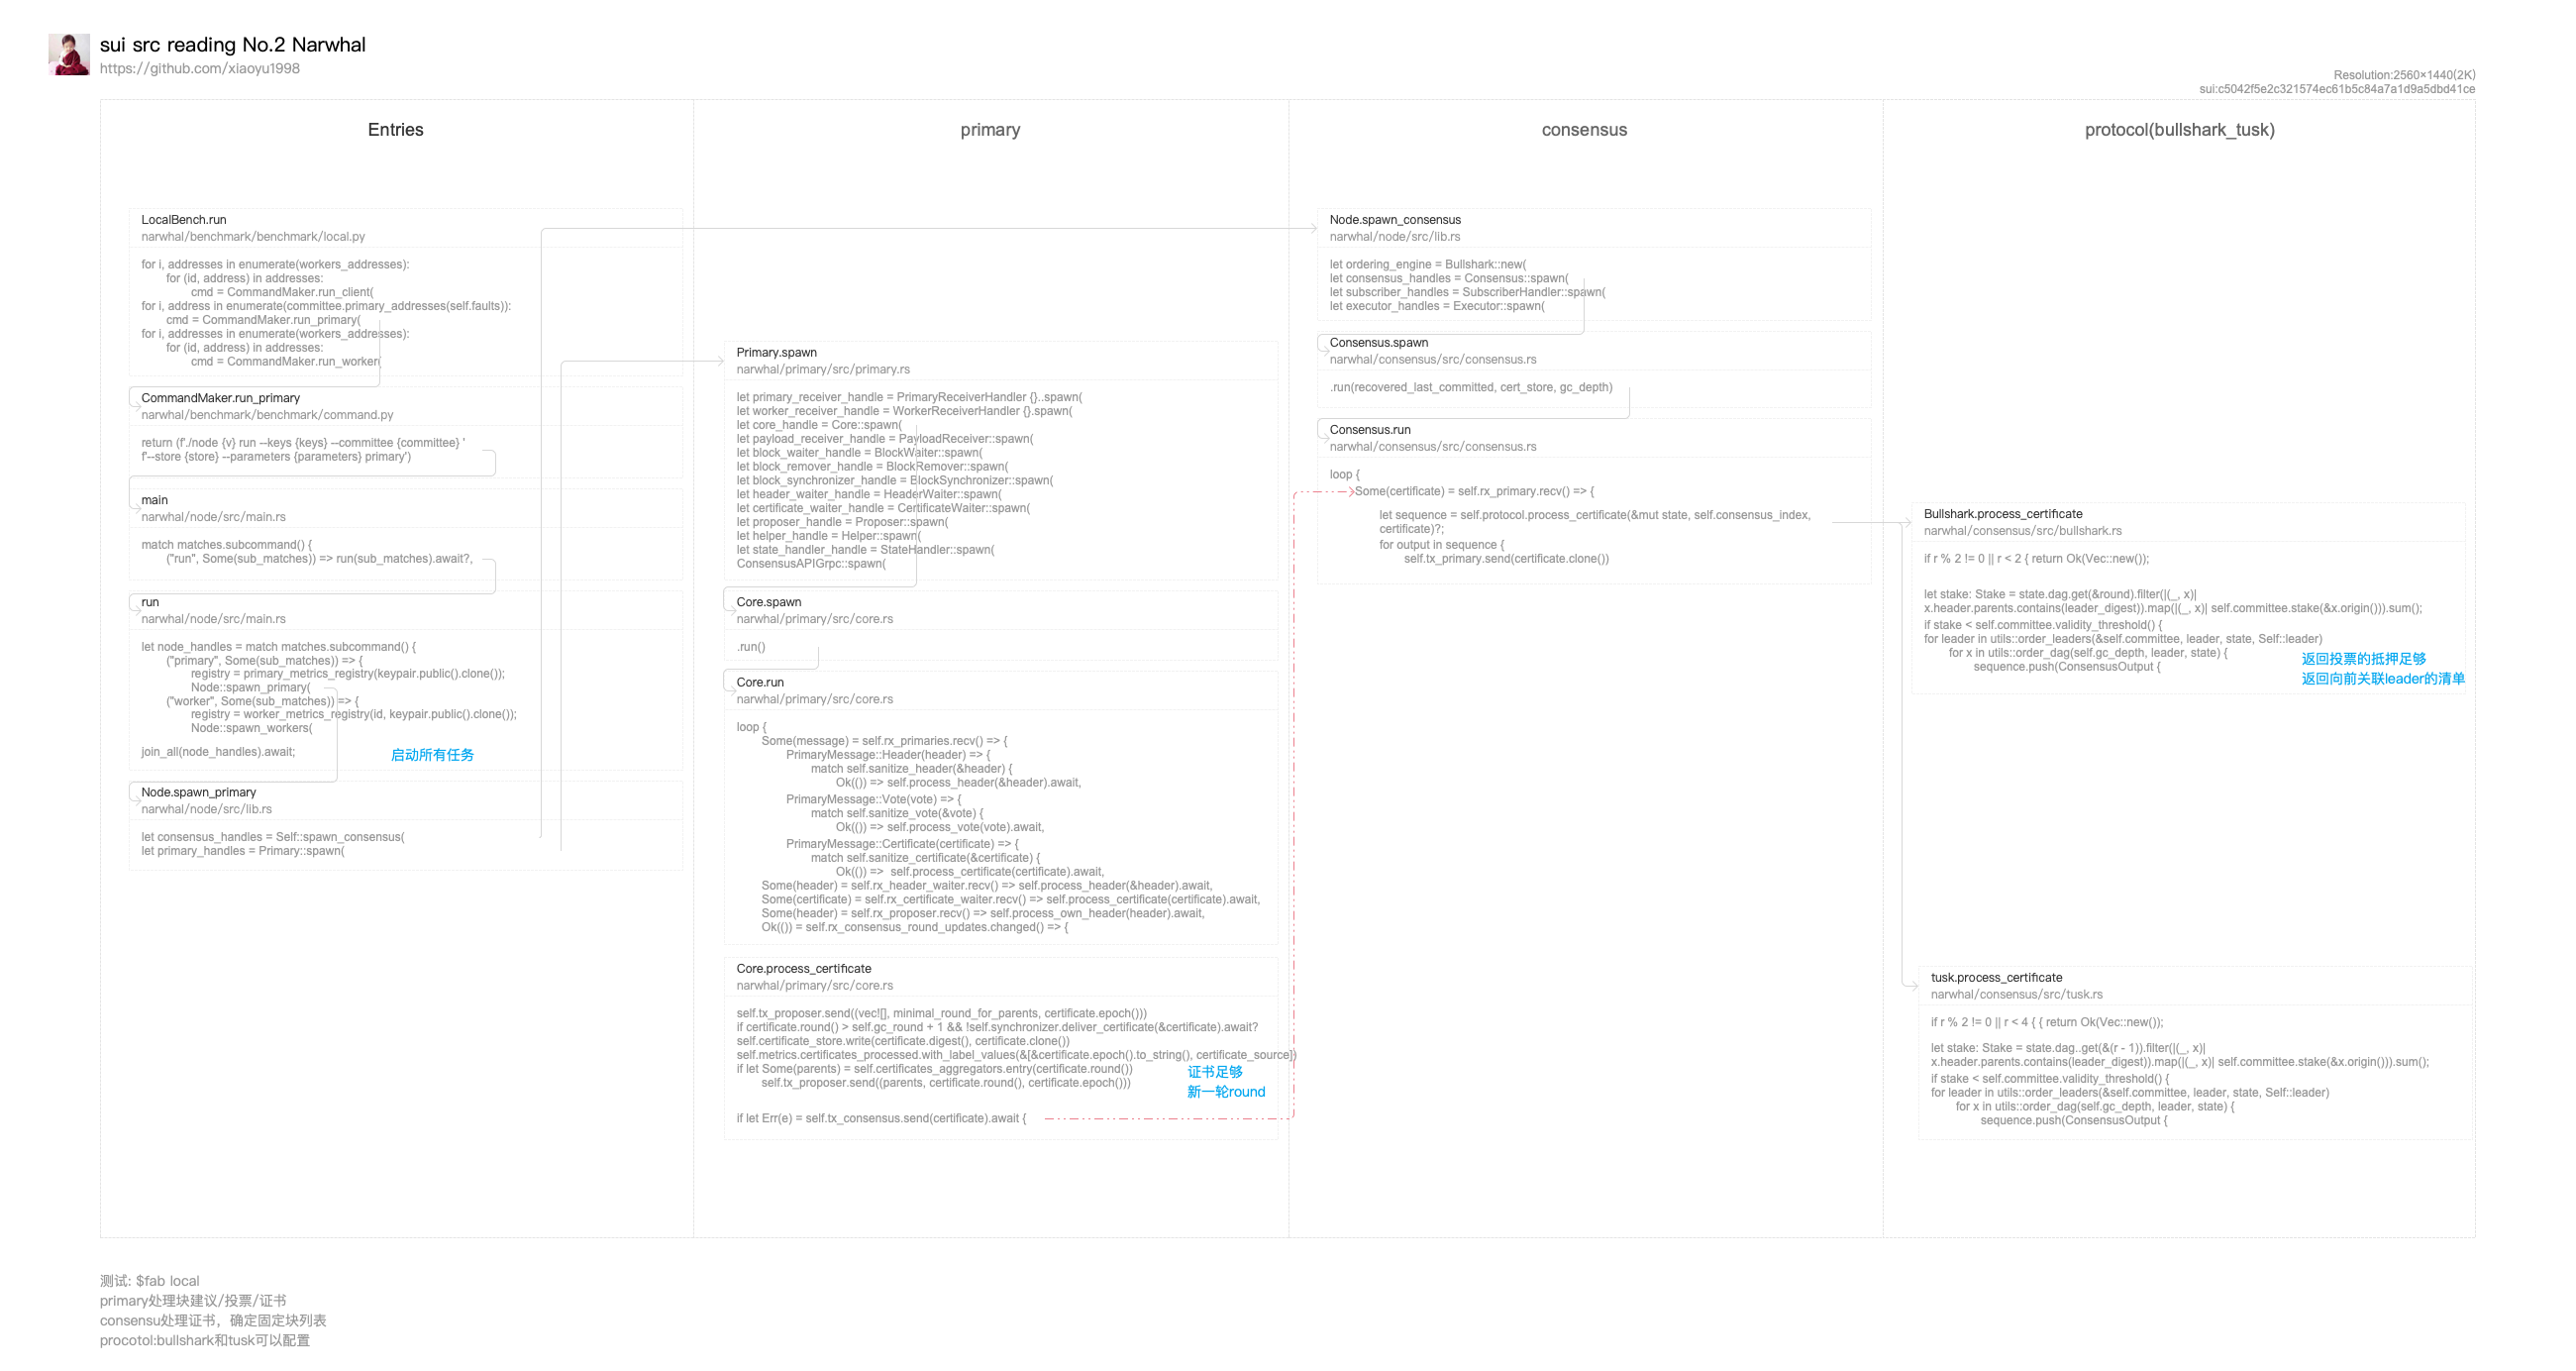 sui src reading No.2 Narwhal
https://github.com/xiaoyu1998
Resolution:2560×1440(2K)
sui:c5042f5e2c321574ec61b5c84a7a1d9a5dbd41ce
Entries
LocalBench.run
narwhal/benchmark/benchmark/local.py
for i, addresses in enumerate(workers_addresses):
for (id, address) in addresses:
cmd = CommandMaker.run_client(
for i, address in enumerate(committee.primary_addresses(self.faults)):
cmd = CommandMaker.run_primary(
for i, addresses in enumerate(workers_addresses):
for (id, address) in addresses:
cmd = CommandMaker.run_worker(
CommandMaker.run_primary
narwhal/benchmark/benchmark/command.py
return (f'./node {v} run --keys {keys} --committee {committee} '
f'--store {store} --parameters {parameters} primary')
main
narwhal/node/src/main.rs
match matches.subcommand() {
("run", Some(sub_matches)) => run(sub_matches).await?,
run
narwhal/node/src/main.rs
let node_handles = match matches.subcommand() {
("primary", Some(sub_matches)) => {
registry = primary_metrics_registry(keypair.public().clone());
Node::spawn_primary(
("worker", Some(sub_matches)) => {
registry = worker_metrics_registry(id, keypair.public().clone());
Node::spawn_workers(
join_all(node_handles).await;
启动所有任务
Node.spawn_primary
narwhal/node/src/lib.rs
let consensus_handles = Self::spawn_consensus(
let primary_handles = Primary::spawn(
primary
Primary.spawn
narwhal/primary/src/primary.rs
let primary_receiver_handle = PrimaryReceiverHandler {}..spawn(
let worker_receiver_handle = WorkerReceiverHandler {}.spawn(
let core_handle = Core::spawn(
let payload_receiver_handle = PayloadReceiver::spawn(
let block_waiter_handle = BlockWaiter::spawn(
let block_remover_handle = BlockRemover::spawn(
let block_synchronizer_handle = BlockSynchronizer::spawn(
let header_waiter_handle = HeaderWaiter::spawn(
let certificate_waiter_handle = CertificateWaiter::spawn(
let proposer_handle = Proposer::spawn(
let helper_handle = Helper::spawn(
let state_handler_handle = StateHandler::spawn(
ConsensusAPIGrpc::spawn(
Core.spawn
narwhal/primary/src/core.rs
.run()
Core.run
narwhal/primary/src/core.rs
loop {
Some(message) = self.rx_primaries.recv() => {
PrimaryMessage::Header(header) => {
match self.sanitize_header(&header) {
Ok(()) => self.process_header(&header).await,
PrimaryMessage::Vote(vote) => {
match self.sanitize_vote(&vote) {
Ok(()) => self.process_vote(vote).await,
PrimaryMessage::Certificate(certificate) => {
match self.sanitize_certificate(&certificate) {
Ok(()) =>  self.process_certificate(certificate).await,
Some(header) = self.rx_header_waiter.recv() => self.process_header(&header).await,
Some(certificate) = self.rx_certificate_waiter.recv() => self.process_certificate(certificate).await,
Some(header) = self.rx_proposer.recv() => self.process_own_header(header).await,
Ok(()) = self.rx_consensus_round_updates.changed() => {
Core.process_certificate
narwhal/primary/src/core.rs
self.tx_proposer.send((vec![], minimal_round_for_parents, certificate.epoch()))
if certificate.round() > self.gc_round + 1 && !self.synchronizer.deliver_certificate(&certificate).await?
self.certificate_store.write(certificate.digest(), certificate.clone())
self.metrics.certificates_processed.with_label_values(&[&certificate.epoch().to_string(), certificate_source])
if let Some(parents) = self.certificates_aggregators.entry(certificate.round())
self.tx_proposer.send((parents, certificate.round(), certificate.epoch()))
证书足够
新一轮round
if let Err(e) = self.tx_consensus.send(certificate).await {
consensus
Node.spawn_consensus
narwhal/node/src/lib.rs
let ordering_engine = Bullshark::new(
let consensus_handles = Consensus::spawn(
let subscriber_handles = SubscriberHandler::spawn(
let executor_handles = Executor::spawn(
Consensus.spawn
narwhal/consensus/src/consensus.rs
.run(recovered_last_committed, cert_store, gc_depth)
Consensus.run
narwhal/consensus/src/consensus.rs
loop {
Some(certificate) = self.rx_primary.recv() => {
let sequence = self.protocol.process_certificate(&mut state, self.consensus_index,
certificate)?;
for output in sequence {
self.tx_primary.send(certificate.clone())
protocol(bullshark_tusk)
Bullshark.process_certificate
narwhal/consensus/src/bullshark.rs
if r % 2 != 0 || r < 2 { return Ok(Vec::new());
let stake: Stake = state.dag.get(&round).filter(|(_, x)|
x.header.parents.contains(leader_digest)).map(|(_, x)| self.committee.stake(&x.origin())).sum();
if stake < self.committee.validity_threshold() {
for leader in utils::order_leaders(&self.committee, leader, state, Self::leader)
for x in utils::order_dag(self.gc_depth, leader, state) {
sequence.push(ConsensusOutput {
返回投票的抵押足够
返回向前关联leader的清单
tusk.process_certificate
narwhal/consensus/src/tusk.rs
if r % 2 != 0 || r < 4 { { return Ok(Vec::new());
let stake: Stake = state.dag..get(&(r - 1)).filter(|(_, x)|
x.header.parents.contains(leader_digest)).map(|(_, x)| self.committee.stake(&x.origin())).sum();
if stake < self.committee.validity_threshold() {
for leader in utils::order_leaders(&self.committee, leader, state, Self::leader)
for x in utils::order_dag(self.gc_depth, leader, state) {
sequence.push(ConsensusOutput {
测试: $fab local
primary处理块建议/投票/证书
consensu处理证书，确定固定块列表
procotol:bullshark和tusk可以配置